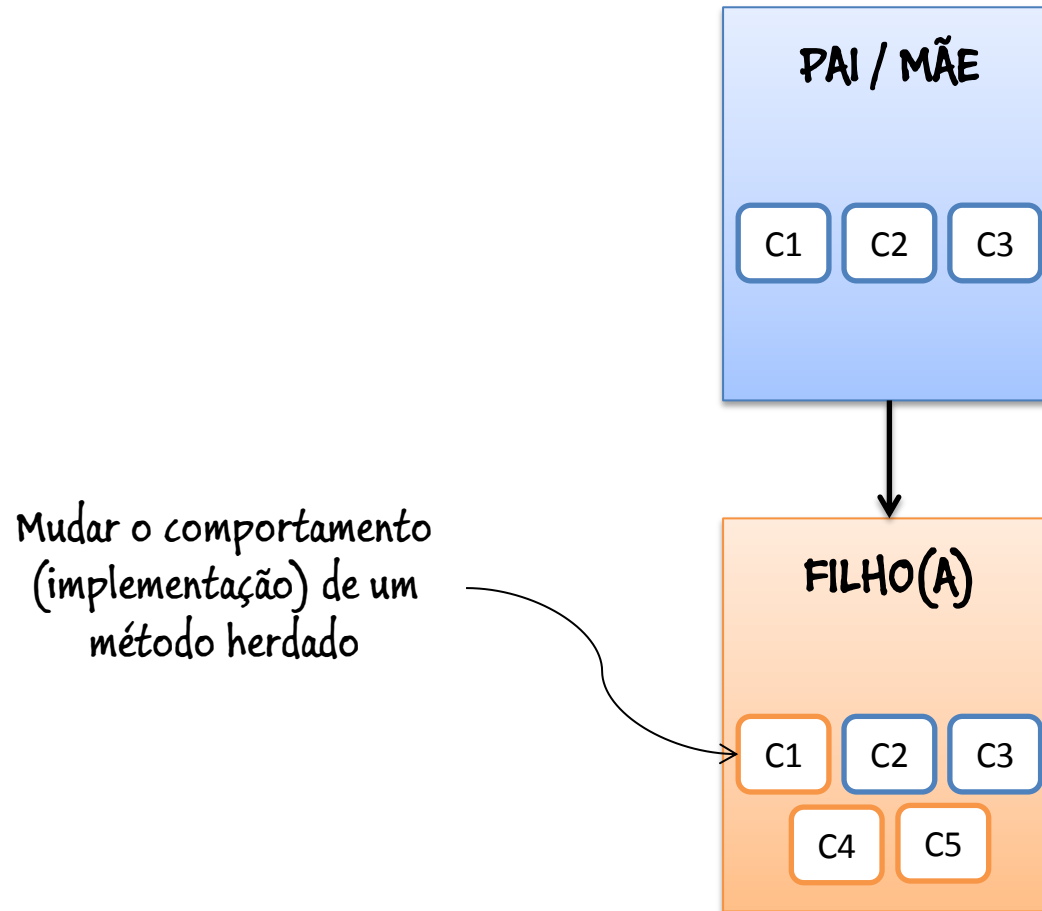 PAI / MÃE
C1 C2 C3
Mudar o comportamento
(implementação) de um
método herdado
FILHO(A)
C1 C2 C3
C4 C5